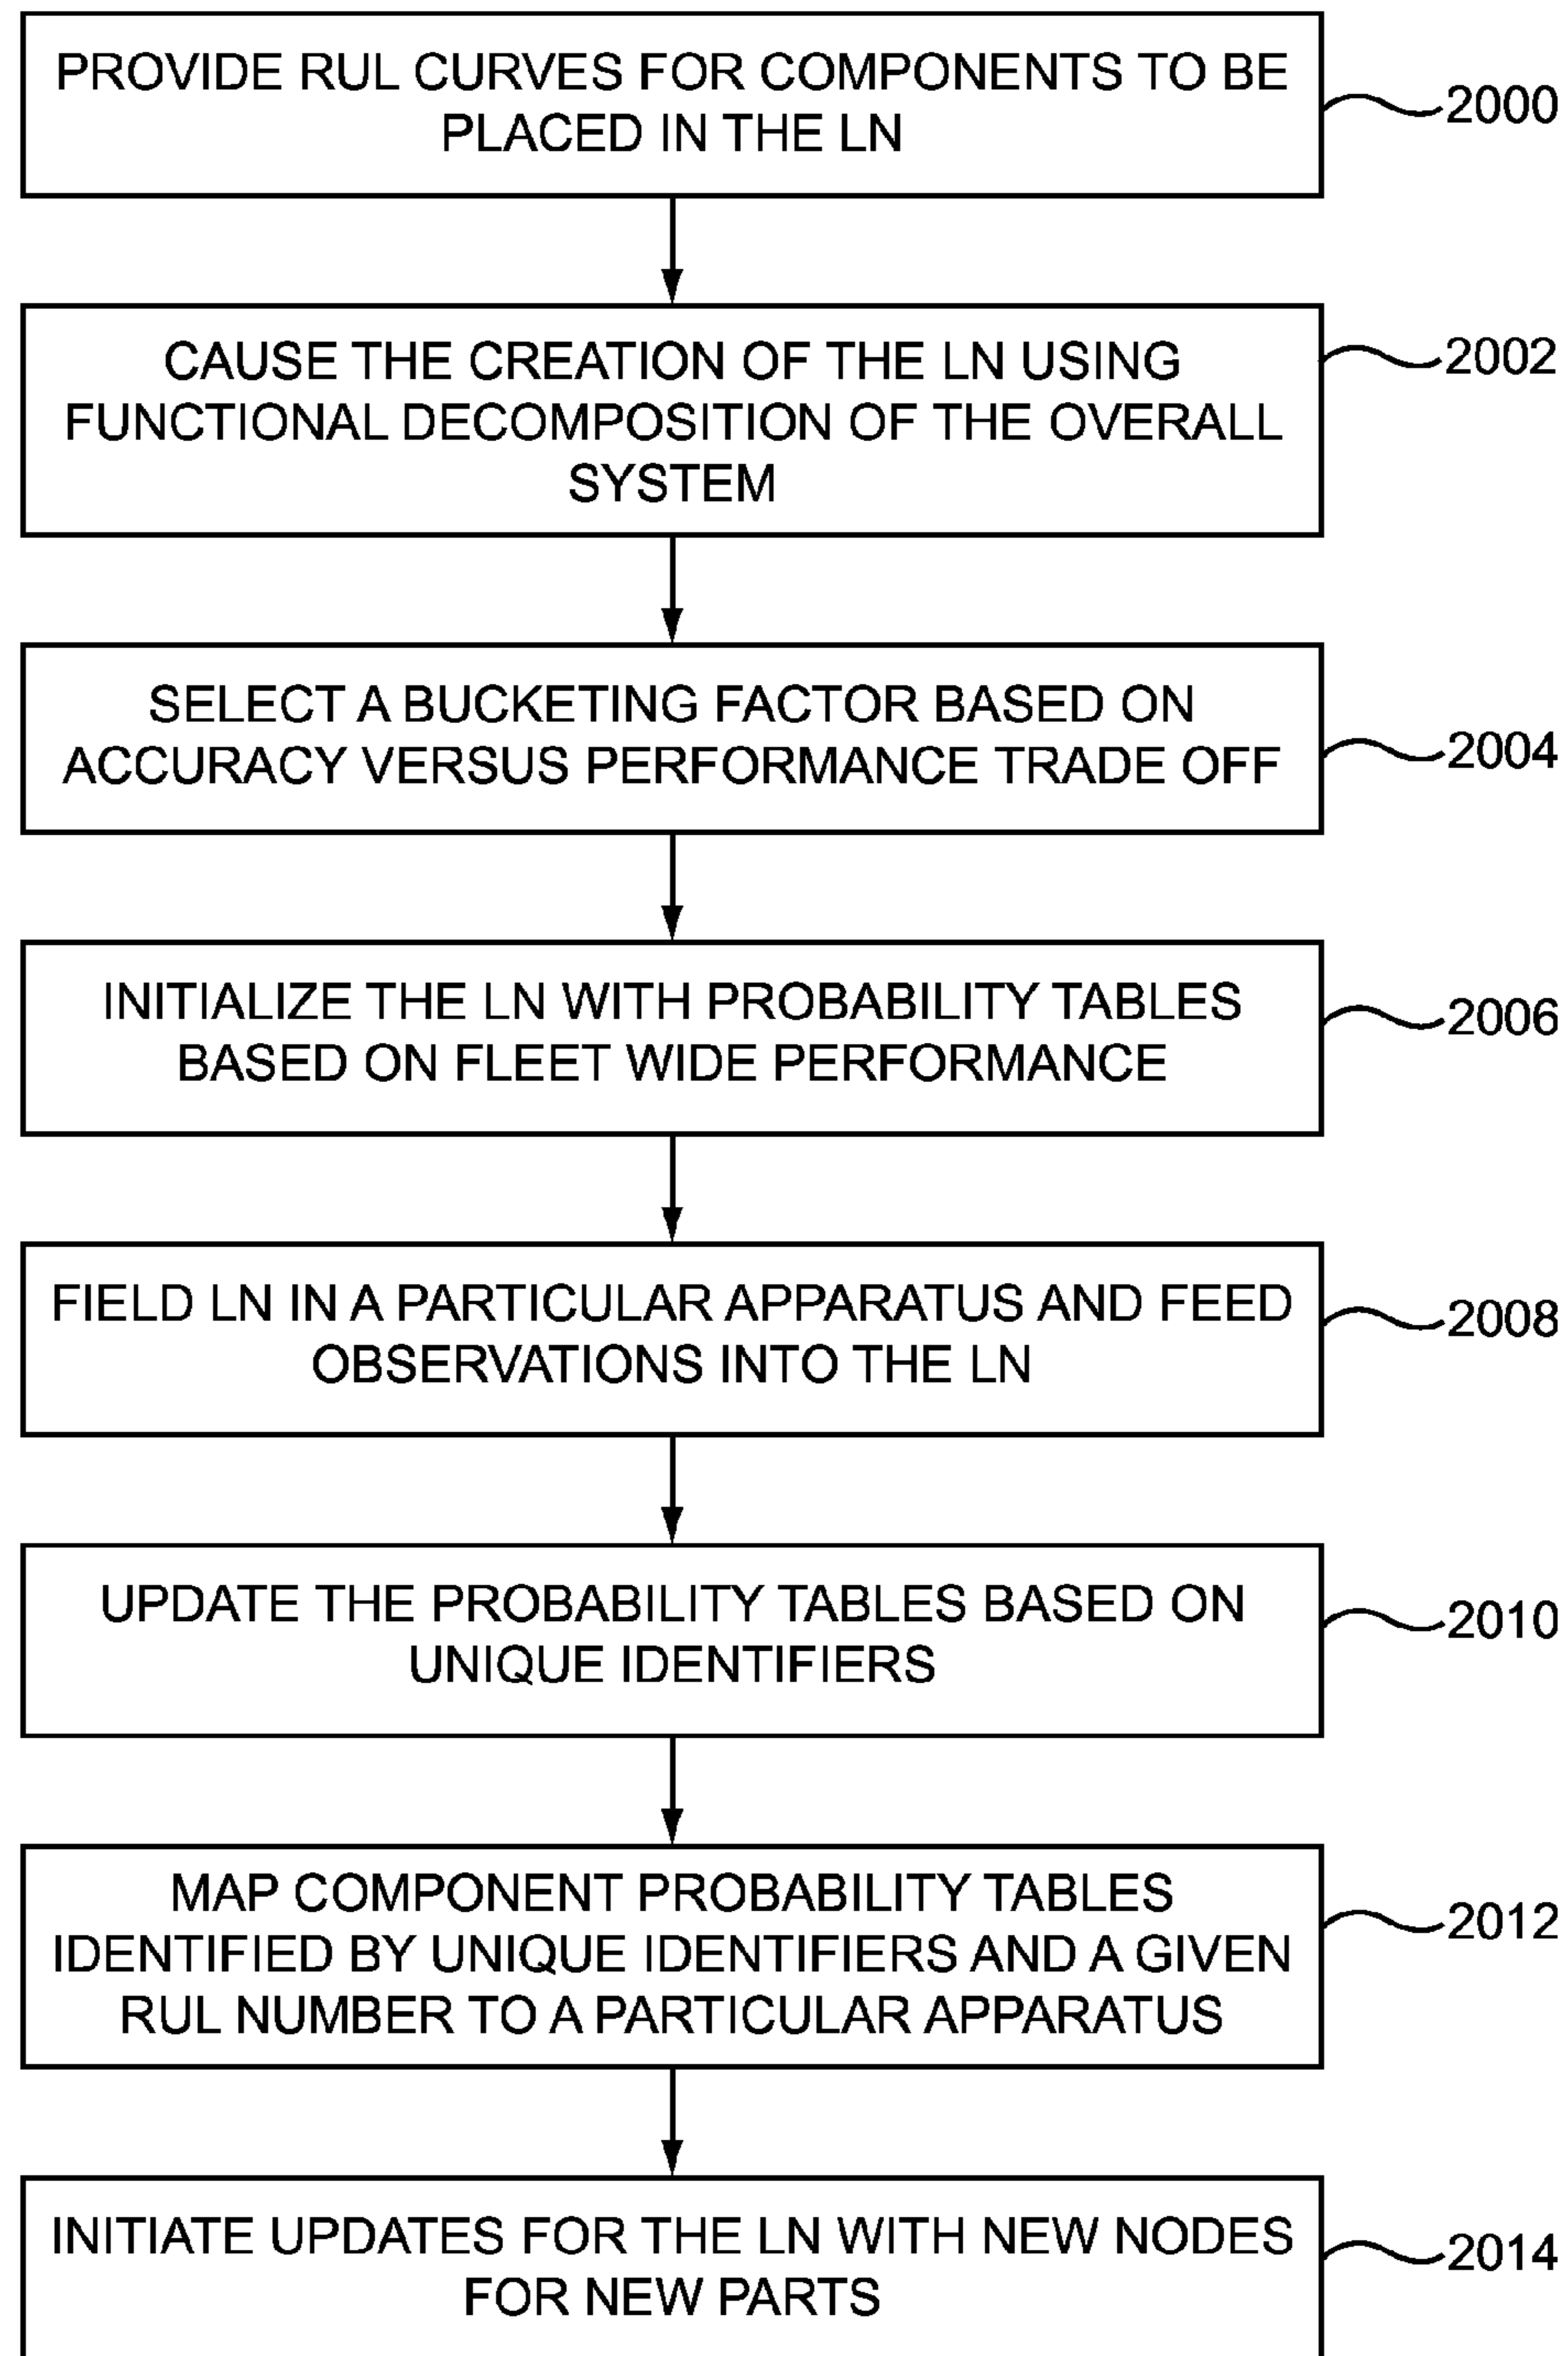 PROVIDE RUL CURVES FOR COMPONENTS TO BE
PLACED IN THE LN
2000
CAUSE THE CREATION OF THE LN USING
FUNCTIONAL DECOMPOSITION OF THE OVERALL
SYSTEM
2002
SELECT A BUCKETING FACTOR BASED ON
ACCURACY VERSUS PERFORMANCE TRADE OFF
2004
INITIALIZE THE LN WITH PROBABILITY TABLES
BASED ON FLEET WIDE PERFORMANCE
2006
FIELD LN IN A PARTICULAR APPARATUS AND FEED
OBSERVATIONS INTO THE LN
2008
UPDATE THE PROBABILITY TABLES BASED ON
UNIQUE IDENTIFIERS
2010
MAP COMPONENT PROBABILITY TABLES
IDENTIFIED BY UNIQUE IDENTIFIERS AND A GIVEN
RUL NUMBER TO A PARTICULAR APPARATUS
2012
INITIATE UPDATES FOR THE LN WITH NEW NODES
FOR NEW PARTS
2014